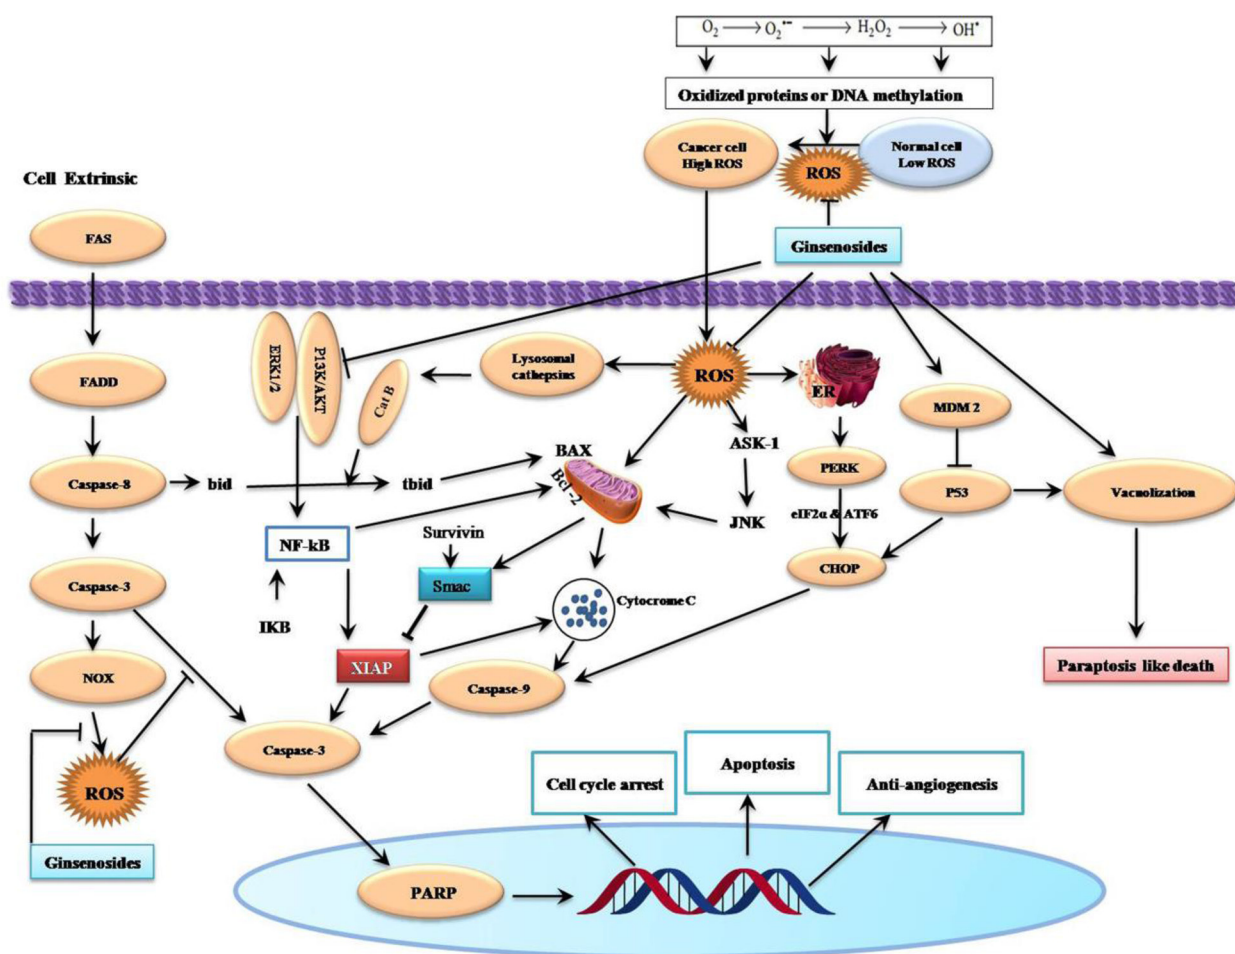 O₂ ⟶ O₂•− ⟶ H₂O₂ ⟶ OH•
Oxidized proteins or DNA methylation
Cancer cell
High ROS
ROS
Normal cell
Low ROS
Cell Extrinsic
FAS
Ginsenosides
ERK1/2
P13K/AKT
Cat B
Lysosomal
cathepsins
ROS
ER
FADD
MDM 2
ASK-1
BAX
Bcl-2
PERK
Caspase-8
bid
tbid
P53
Vacuolization
eIF2α & ATF6
JNK
NF-kB
Survivin
Smac
Caspase-3
CHOP
Cytocrome C
IKB
XIAP
NOX
Caspase-9
Paraptosis like death
Caspase-3
ROS
Cell cycle arrest
Apoptosis
Anti-angiogenesis
Ginsenosides
PARP